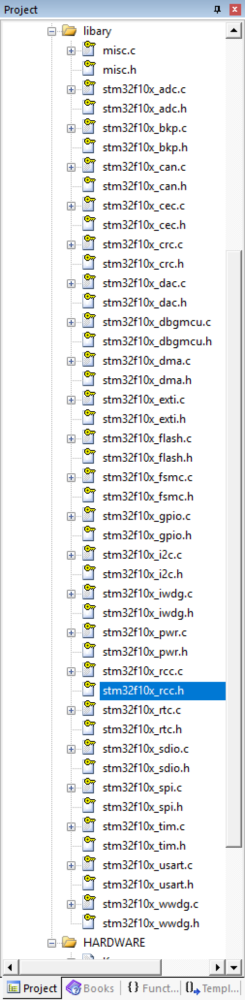 Project
libary
misc.c
misc.h
stm32f10x_adc.c
stm32f10x_adc.h
stm32f10x_bkp.c
stm32f10x_bkp.h
stm32f10x_can.c
stm32f10x_can.h
stm32f10x_cec.c
stm32f10x_cec.h
stm32f10x_crc.c
stm32f10x_crc.h
stm32f10x_dac.c
stm32f10x_dac.h
stm32f10x_dbgmcu.c
stm32f10x_dbgmcu.h
stm32f10x_dma.c
stm32f10x_dma.h
stm32f10x_exti.c
stm32f10x_exti.h
stm32f10x_flash.c
stm32f10x_flash.h
stm32f10x_fsmc.c
stm32f10x_fsmc.h
stm32f10x_gpio.c
stm32f10x_gpio.h
stm32f10x_i2c.c
stm32f10x_i2c.h
stm32f10x_iwdg.c
stm32f10x_iwdg.h
stm32f10x_pwr.c
stm32f10x_pwr.h
stm32f10x_rcc.c
stm32f10x_rcc.h
stm32f10x_rtc.c
stm32f10x_rtc.h
stm32f10x_sdio.c
stm32f10x_sdio.h
stm32f10x_spi.c
stm32f10x_spi.h
stm32f10x_tim.c
stm32f10x_tim.h
stm32f10x_usart.c
stm32f10x_usart.h
stm32f10x_wwdg.c
stm32f10x_wwdg.h
HARDWARE
Project Books {} Funct... Templ...